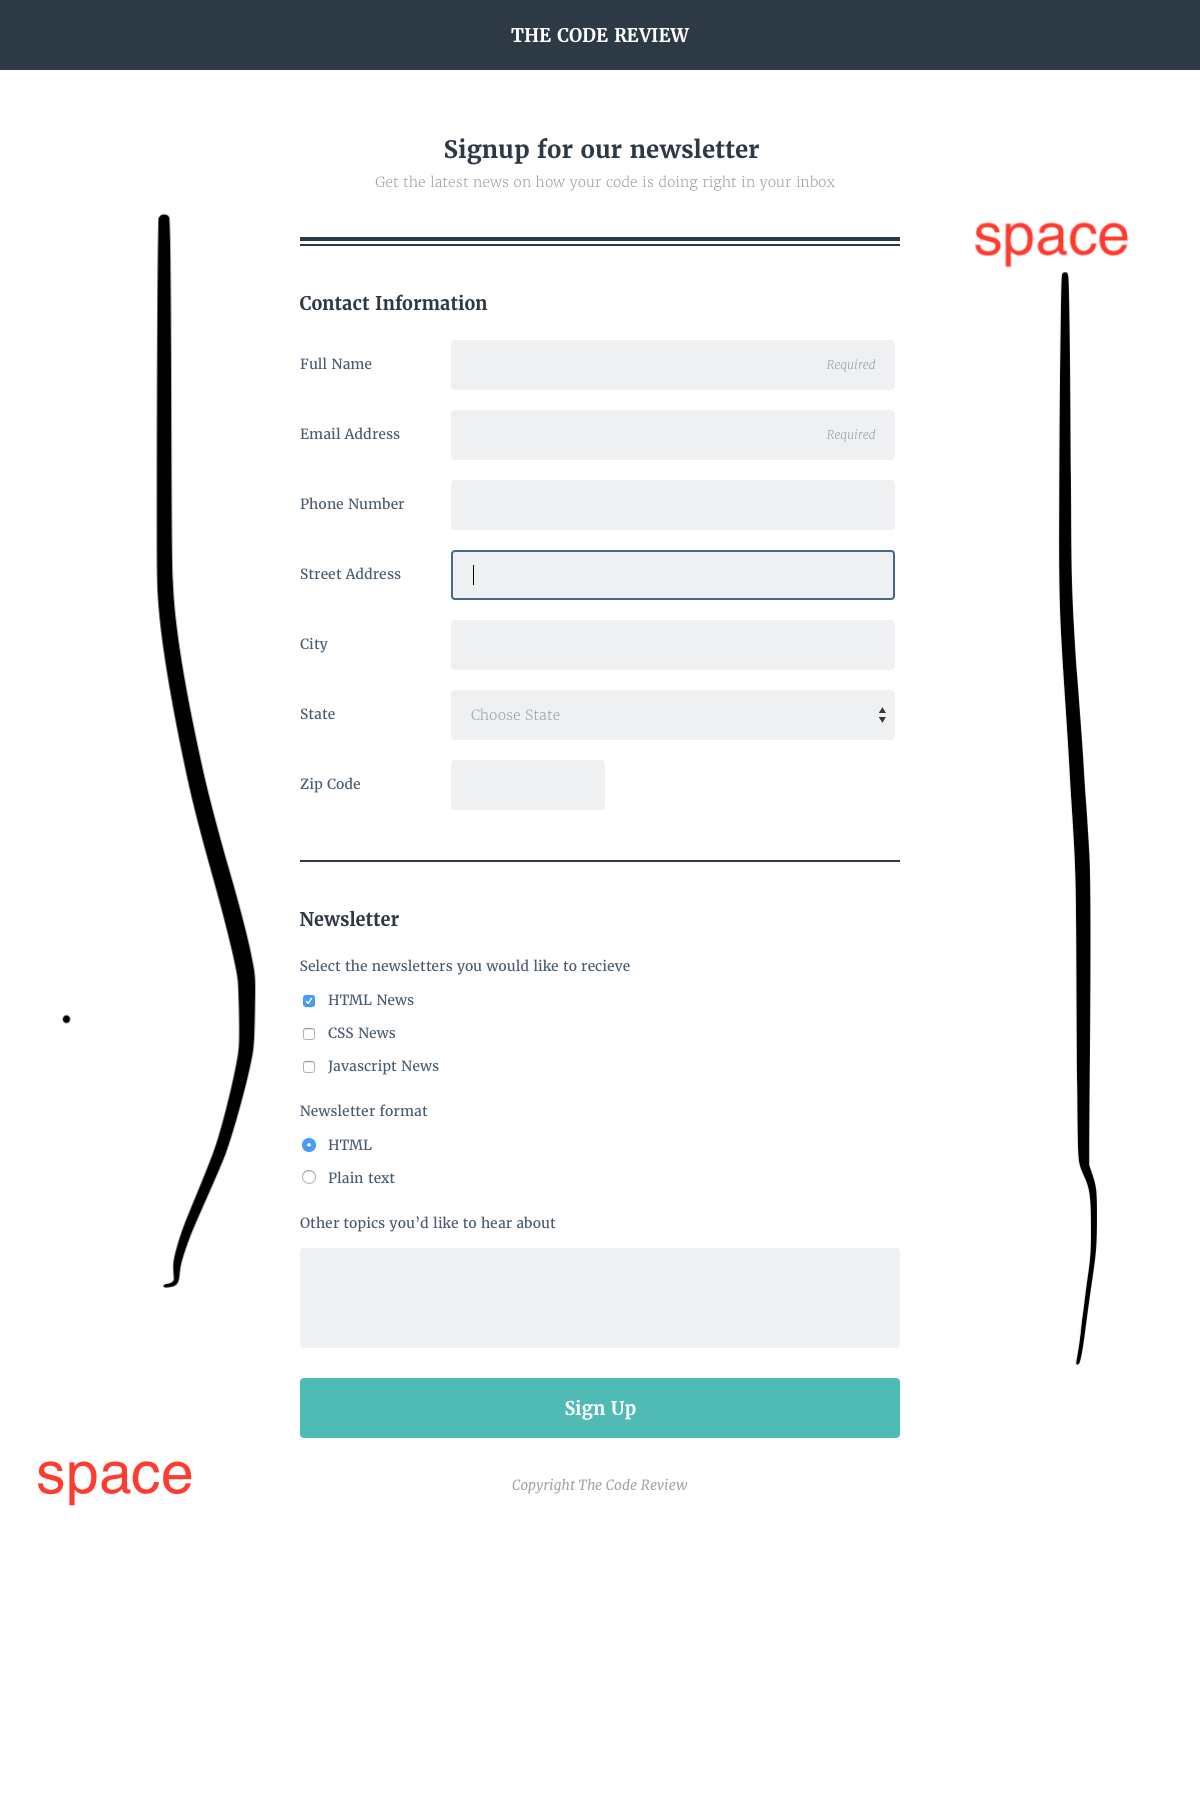 THE CODE REVIEW
Signup for our newsletter
Get the latest news on how your code is doing right in your inbox
space
Contact Information
Full Name Required
Email Address Required
Phone Number
Street Address
City
State Choose State
Zip Code
Newsletter
Select the newsletters you would like to recieve
HTML News
CSS News
Javascript News
Newsletter format
HTML
Plain text
Other topics you’d like to hear about
Sign Up
space
Copyright The Code Review